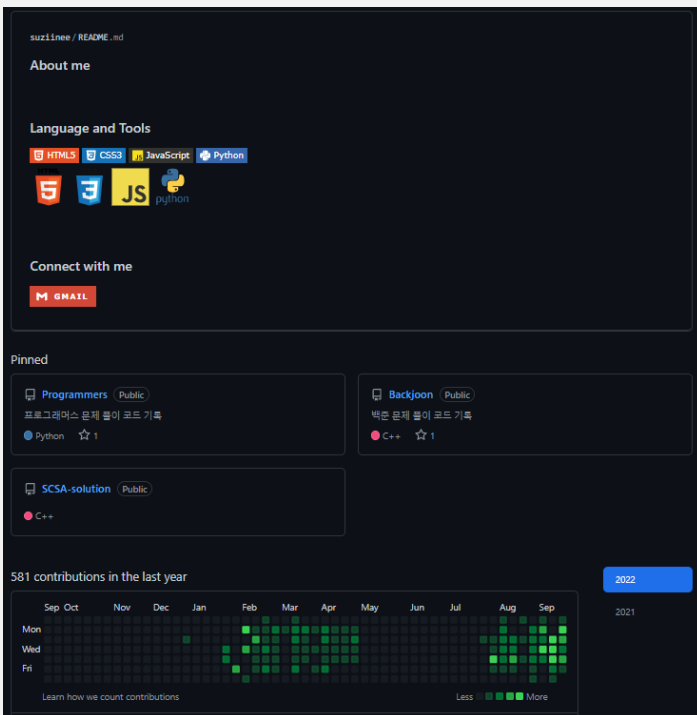 suziinee / README.md
About me
Language and Tools
HTML5 CSS3 JS JavaScript Python
5 3 JS python
Connect with me
M GMAIL
Pinned
Programmers Public
프로그래머스 문제 풀이 코드 기록
Python 1
Backjoon Public
백준 문제 풀이 코드 기록
C++ 1
SCSA-solution Public
C++
581 contributions in the last year
2022
2021
Sep Oct Nov Dec Jan Feb Mar Apr May Jun Jul Aug Sep
Mon
Wed
Fri
Learn how we count contributions
Less More